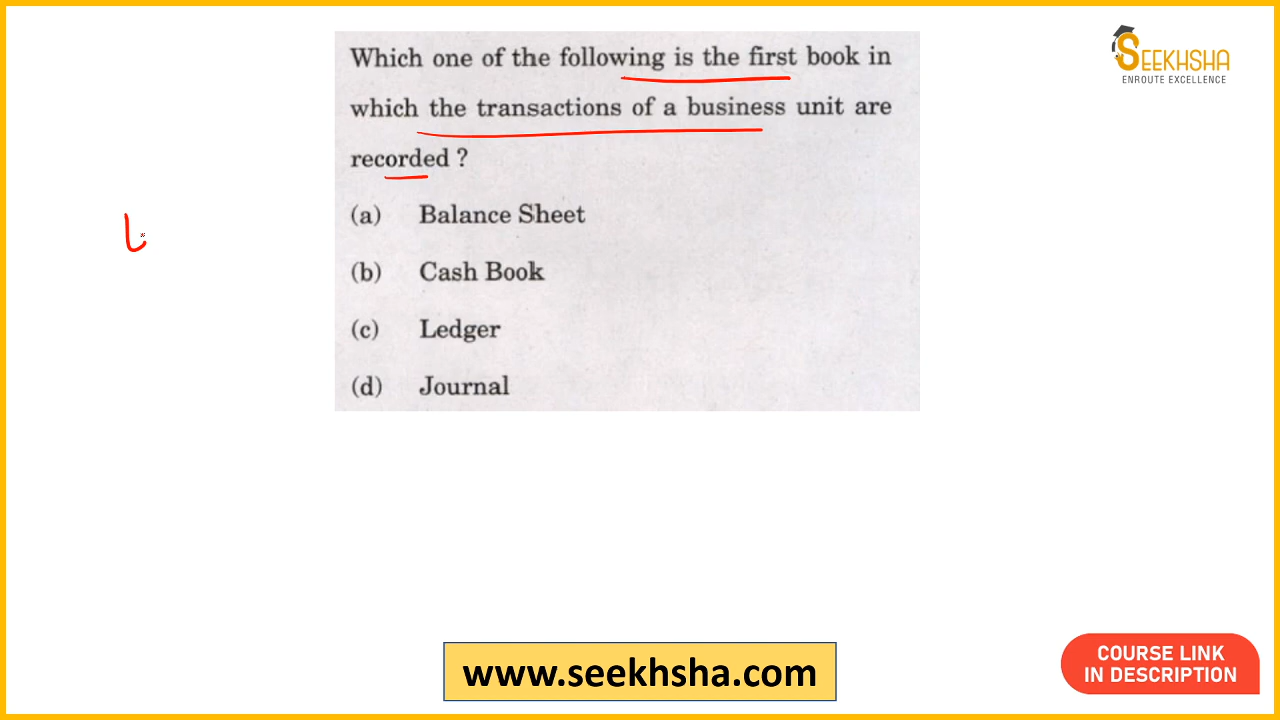 SEEKHSHA
ENROUTE EXCELLENCE
Which one of the following is the first book in
which the transactions of a business unit are
recorded ?
(a) Balance Sheet
(b) Cash Book
(c) Ledger
(d) Journal
www.seekhsha.com
COURSE LINK
IN DESCRIPTION